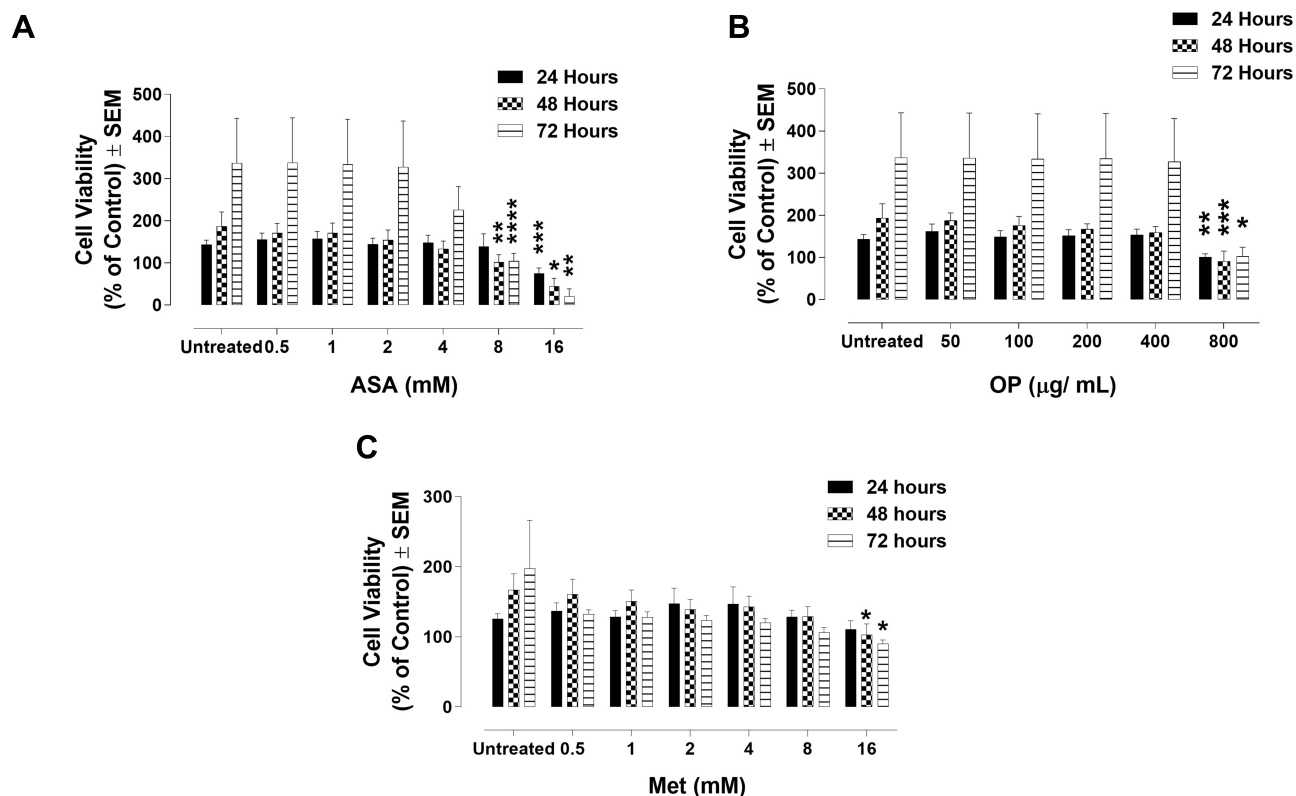 A
24 Hours
48 Hours
72 Hours
Cell Viability
(% of Control) ± SEM
500
400
300
200
100
0
** **** *** * **
Untreated 0.5 1 2 4 8 16
ASA (mM)
B
24 Hours
48 Hours
72 Hours
Cell Viability
(% of Control) ± SEM
500
400
300
200
100
0
** *** *
Untreated 50 100 200 400 800
OP (μg/ mL)
C
24 hours
48 hours
72 hours
Cell Viability
(% of Control) ± SEM
300
200
100
0
* *
Untreated 0.5 1 2 4 8 16
Met (mM)